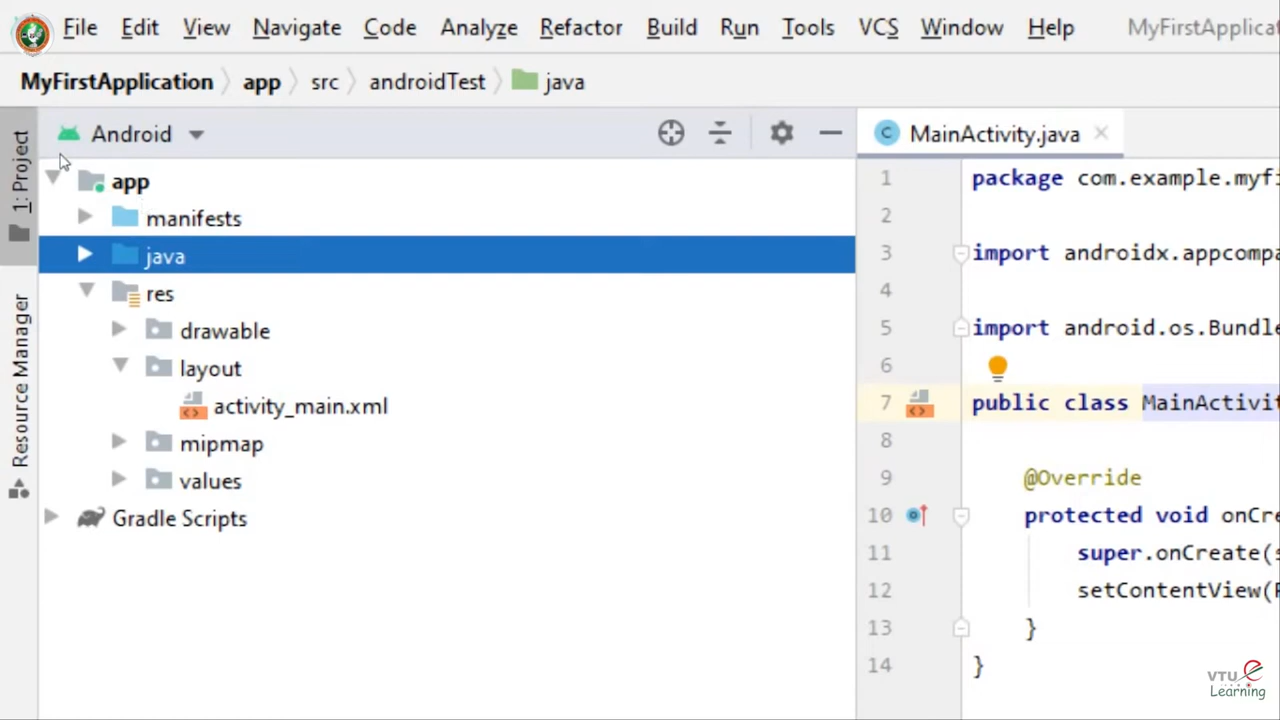 File Edit View Navigate Code Analyze Refactor Build Run Tools VCS Window Help MyFirstApplicat
MyFirstApplication app src androidTest java
1: Project
Resource Manager
Android
app
manifests
java
res
drawable
layout
activity_main.xml
mipmap
values
Gradle Scripts
MainActivity.java
1 package com.example.myfi
2
3 import androidx.appcompa
4
5 import android.os.Bundle
6
7 public class MainActivit
8
9 @Override
10 protected void onCre
11 super.onCreate(s
12 setContentView(R
13 }
14 }
VTU e
Learning